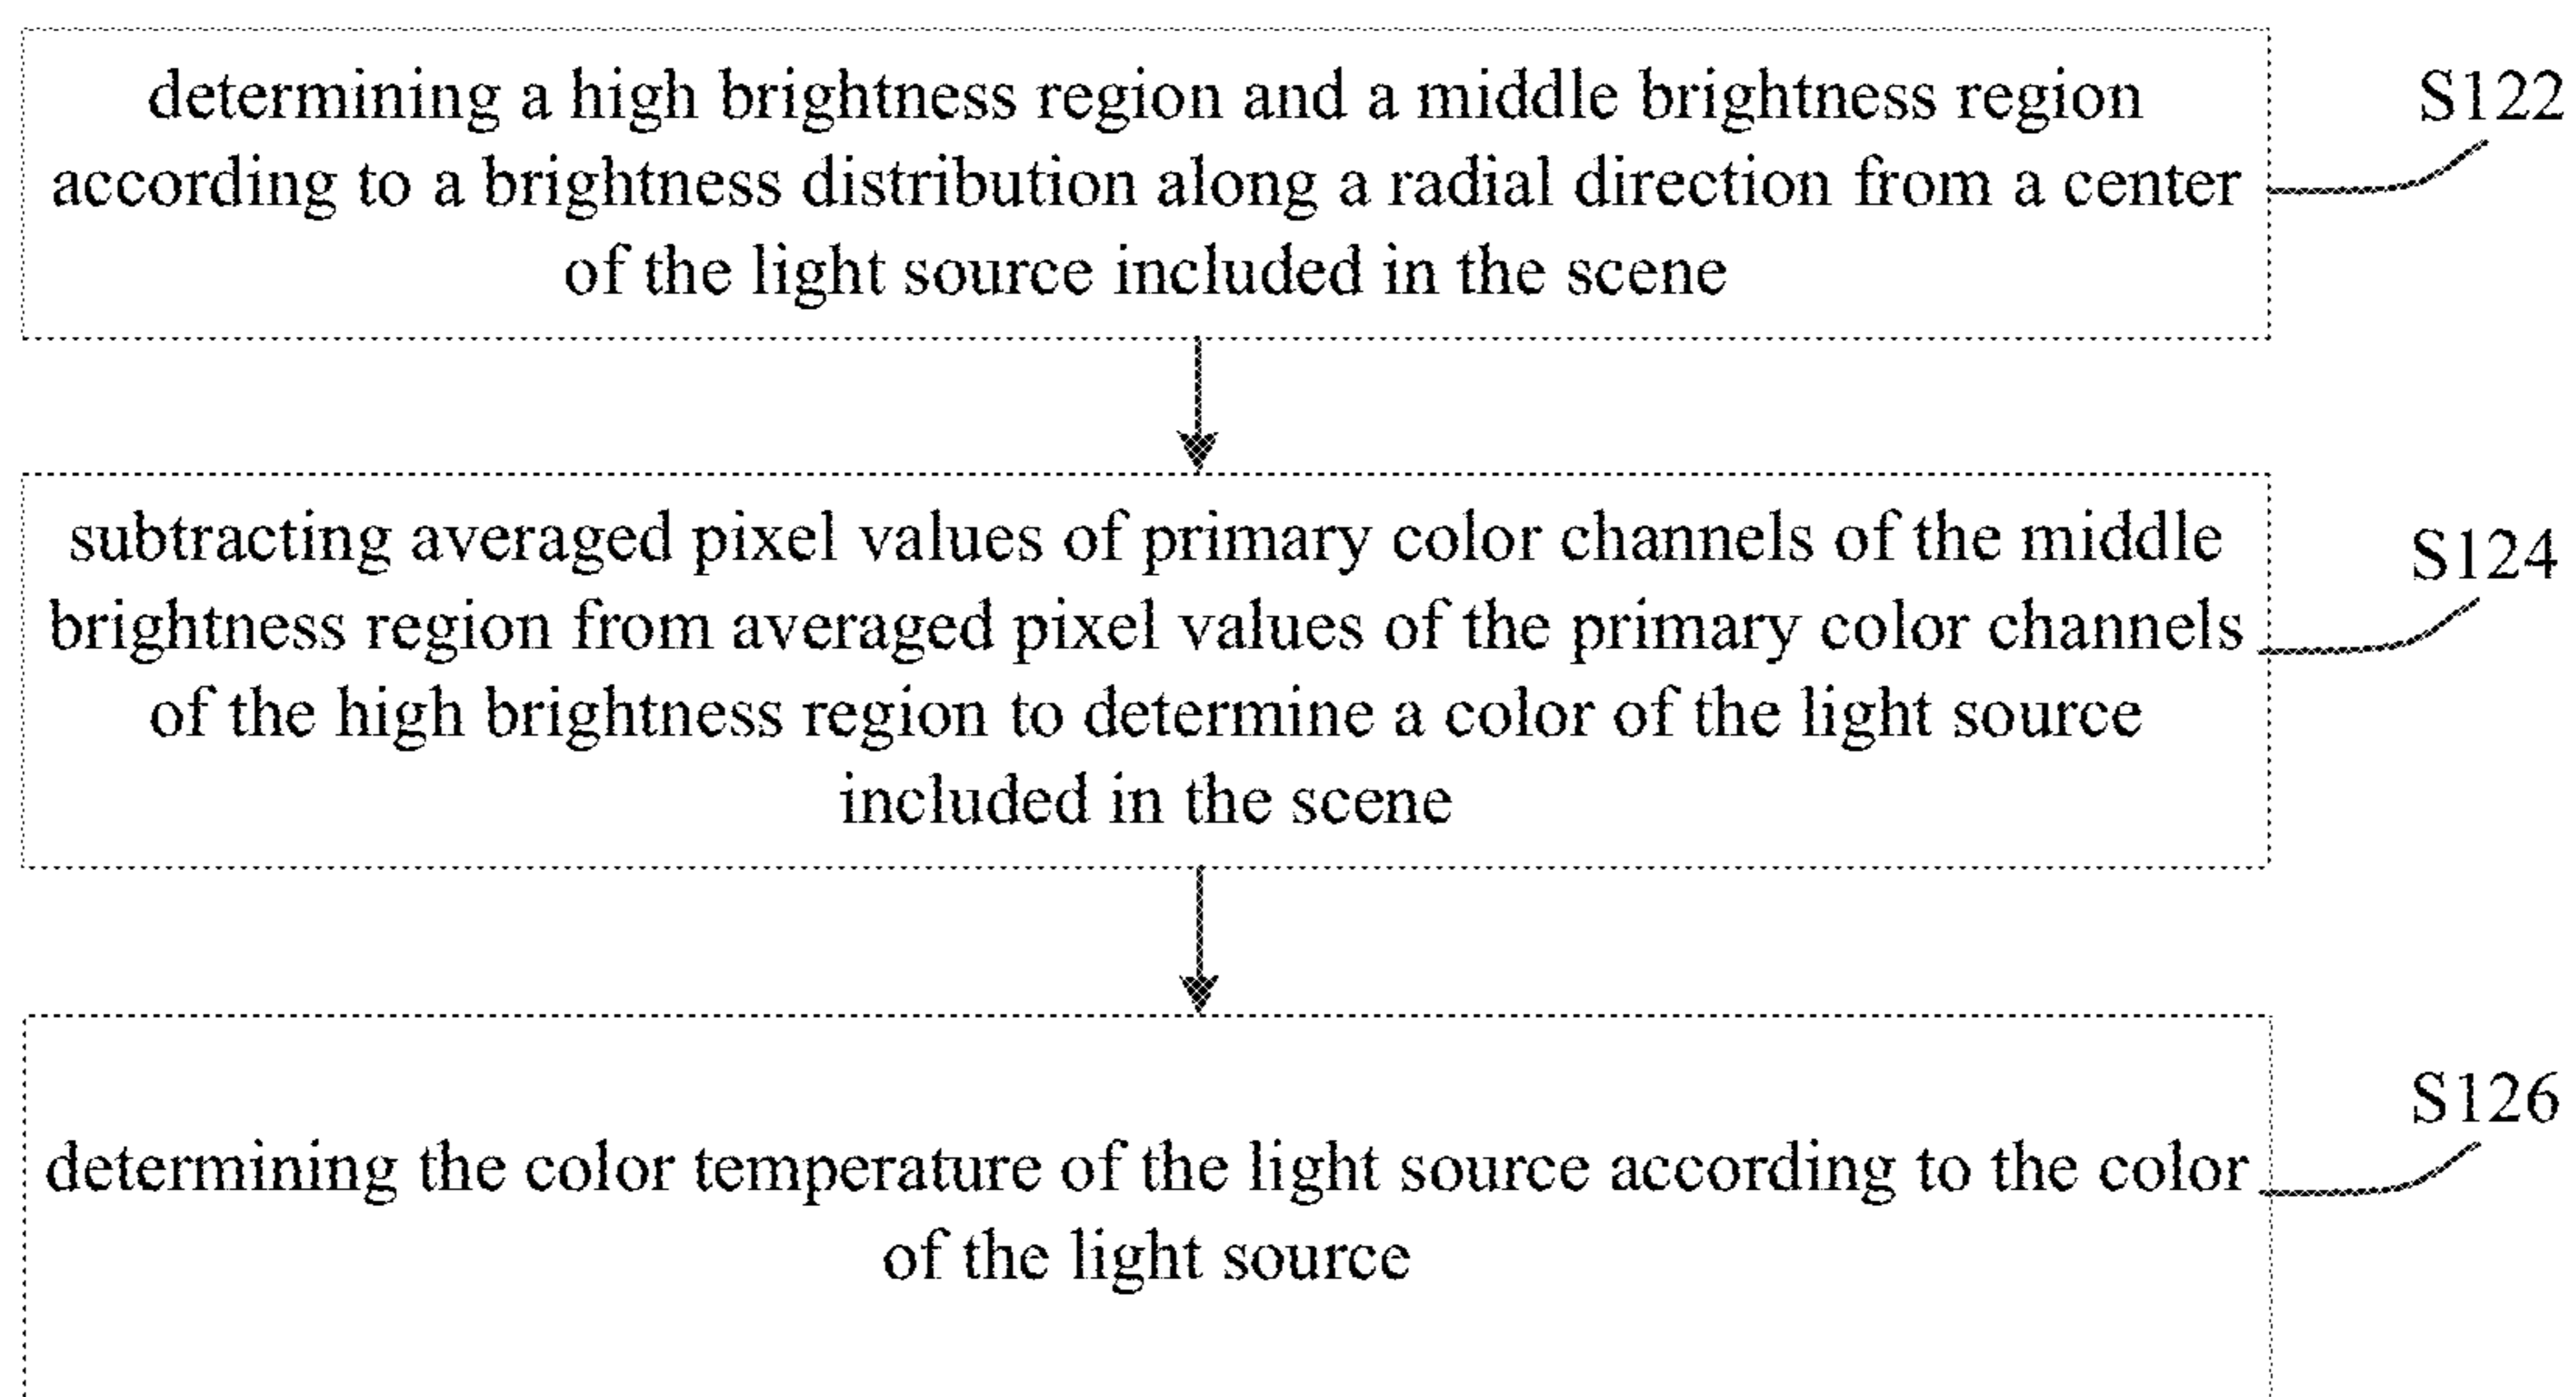 determining a high brightness region and a middle brightness region
according to a brightness distribution along a radial direction from a center
of the light source included in the scene
S122
subtracting averaged pixel values of primary color channels of the middle
brightness region from averaged pixel values of the primary color channels
of the high brightness region to determine a color of the light source
included in the scene
S124
determining the color temperature of the light source according to the color
of the light source
S126